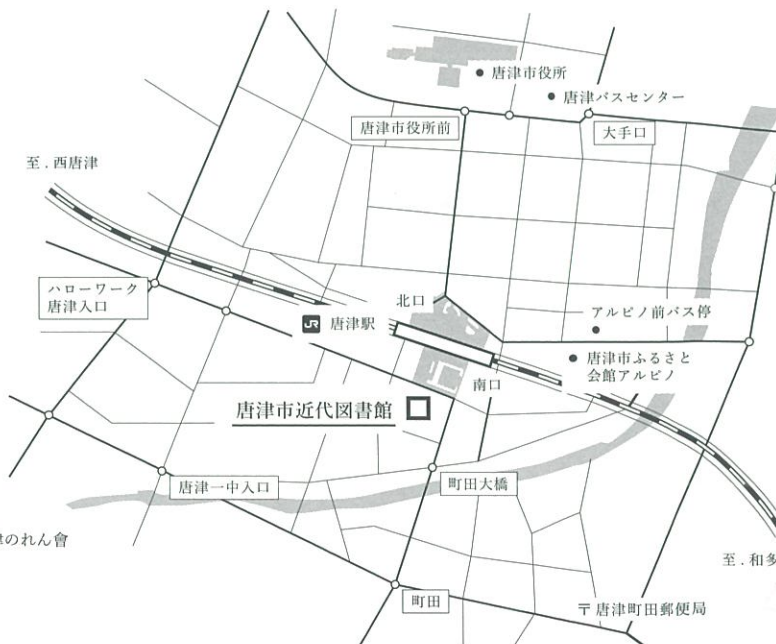 唐津市役所
唐津バスセンター
唐津市役所前
大手口
至.西唐津
ハローワーク
唐津入口
北口
アルピノ前バス停
JR 唐津駅
唐津市ふるさと
会館アルピノ
南口
唐津市近代図書館
唐津一中入口
町田大橋
津のれん會
至.和多
町田
〒唐津町田郵便局